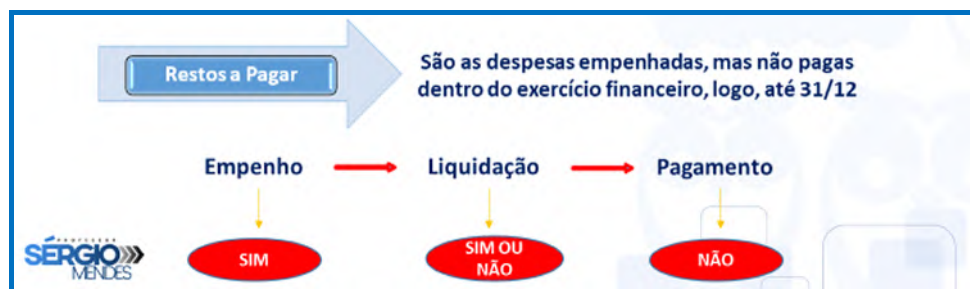 Restos a Pagar
São as despesas empenhadas, mas não pagas
dentro do exercício financeiro, logo, até 31/12
Empenho
Liquidação
Pagamento
SIM
SIM OU
NÃO
NÃO
PROFESSOR
SÉRGIO
MENDES